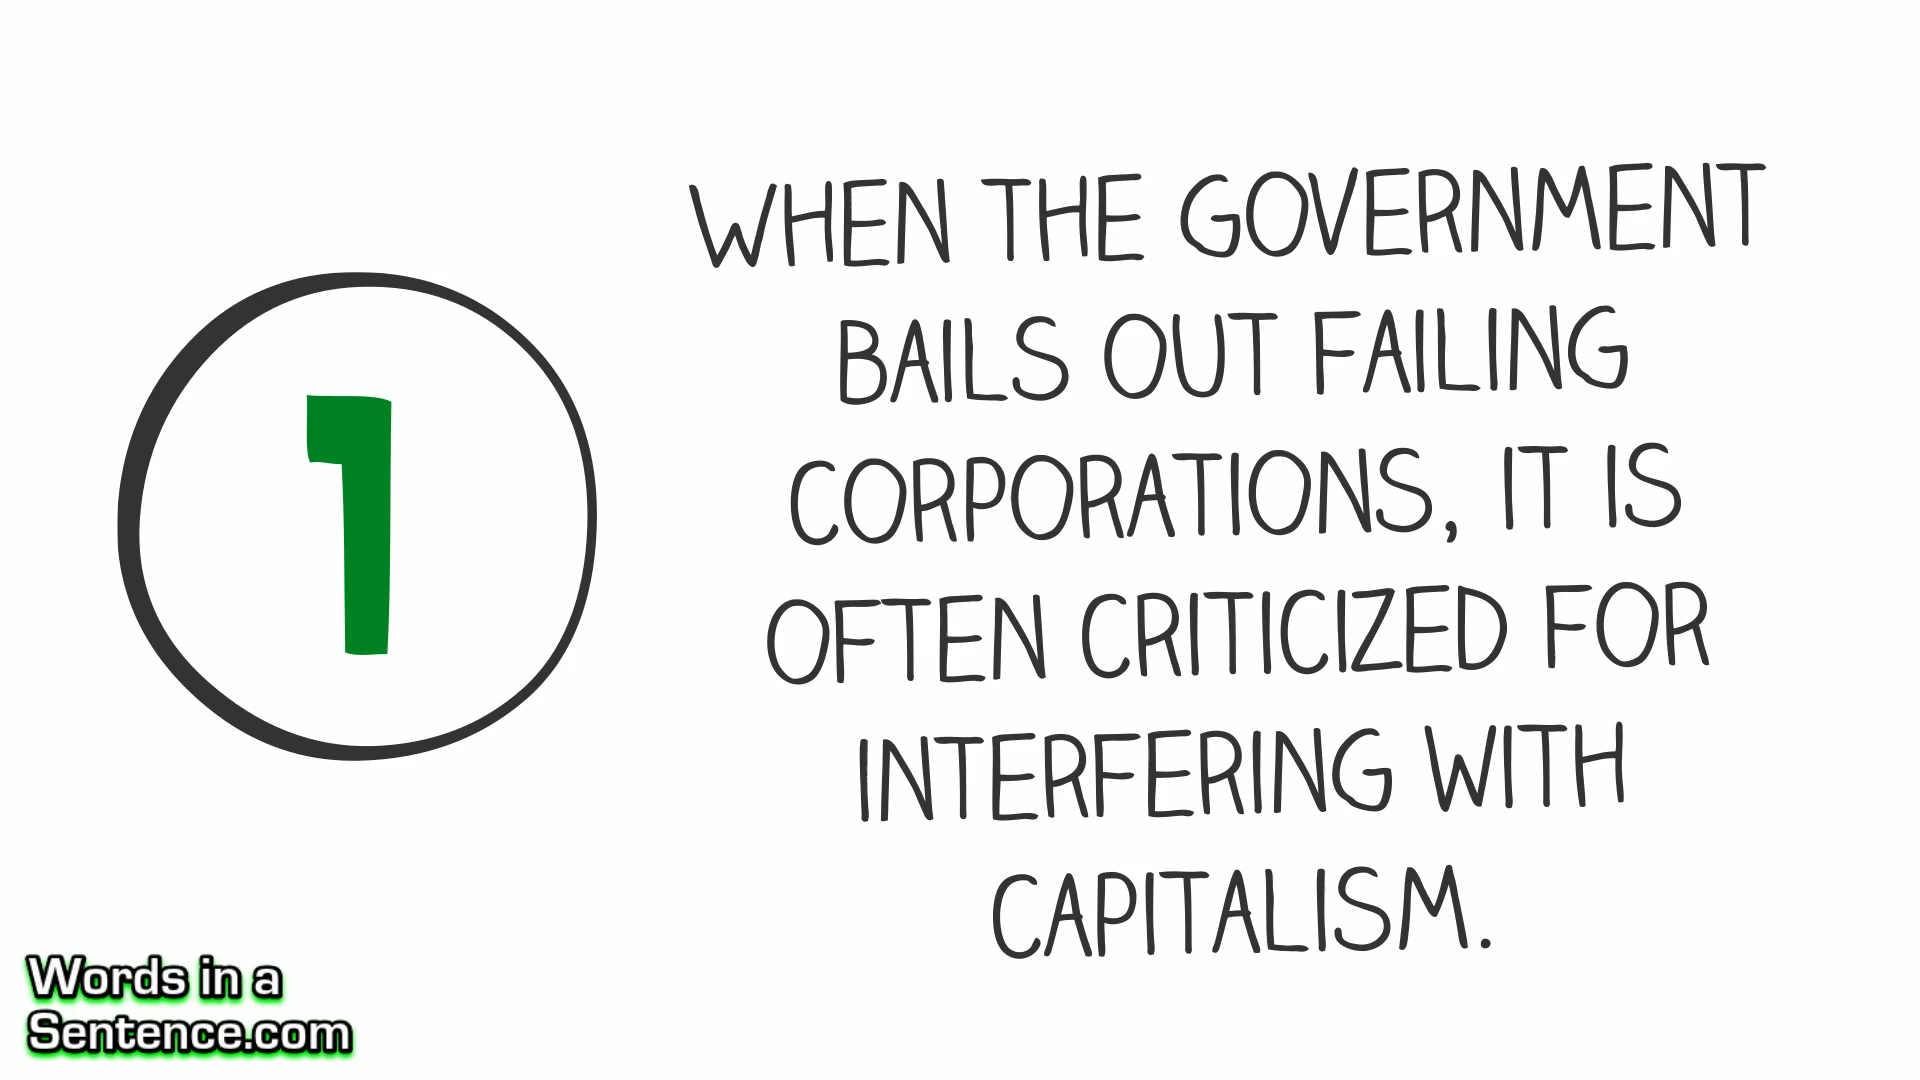 1
WHEN THE GOVERNMENT
BAILS OUT FAILING
CORPORATIONS, IT IS
OFTEN CRITICIZED FOR
INTERFERING WITH
CAPITALISM.
Words in a
Sentence.com